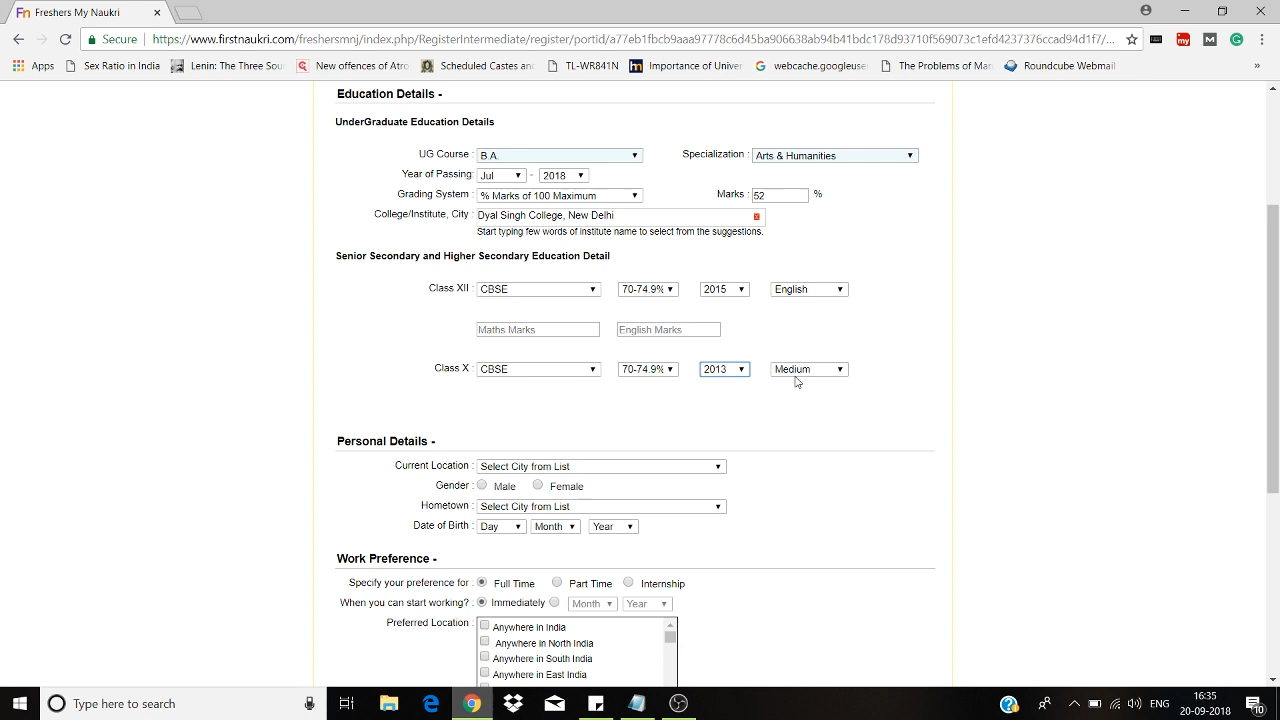 Freshers My Naukri
Secure https://www.firstnaukri.com/freshersmnj/index.php/RegisterIntermediate/register/portid/a77eb1fbcb9aaa97778c6d45ba906638ab94b41bdc178d93710f569073c1efd4237376ccad94d1f7/...
Apps Sex Ratio in India Lenin: The Three Sou New offences of Atro Scheduled Castes and TL-WR841N Importance of Univer webcache.googleuse The Problems of Mar Roundcube Webmail »
Education Details -
UnderGraduate Education Details
UG Course : B.A. Specialization : Arts & Humanities
Year of Passing: Jul - 2018
Grading System : % Marks of 100 Maximum Marks : 52 %
College/Institute, City : Dyal Singh College, New Delhi x
Start typing few words of institute name to select from the suggestions.
Senior Secondary and Higher Secondary Education Detail
Class XII : CBSE 70-74.9% 2015 English
Maths Marks English Marks
Class X : CBSE 70-74.9% 2013 Medium
Personal Details -
Current Location : Select City from List
Gender : Male Female
Hometown : Select City from List
Date of Birth : Day Month Year
Work Preference -
Specify your preference for : Full Time Part Time Internship
When you can start working? : Immediately Month Year
Preferred Location : Anywhere in India
Anywhere in North India
Anywhere in South India
Anywhere in East India
Type here to search
ENG 16:35
20-09-2018 10